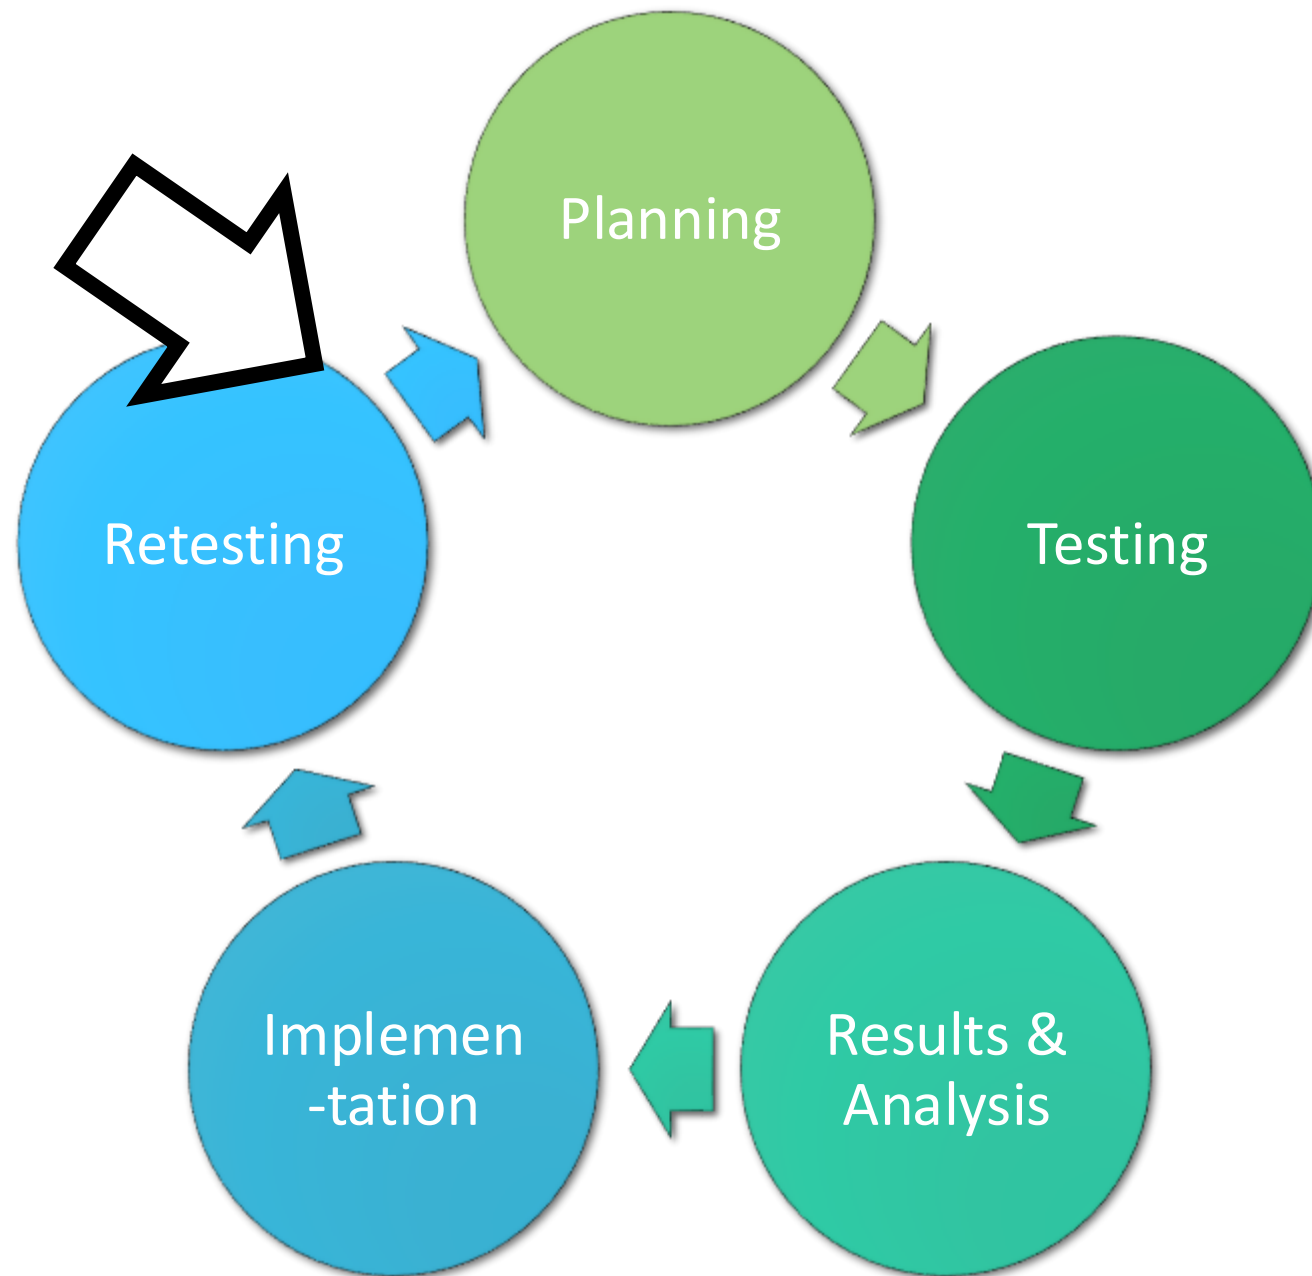 Planning
Testing
Results &
Analysis
Implemen
-tation
Retesting